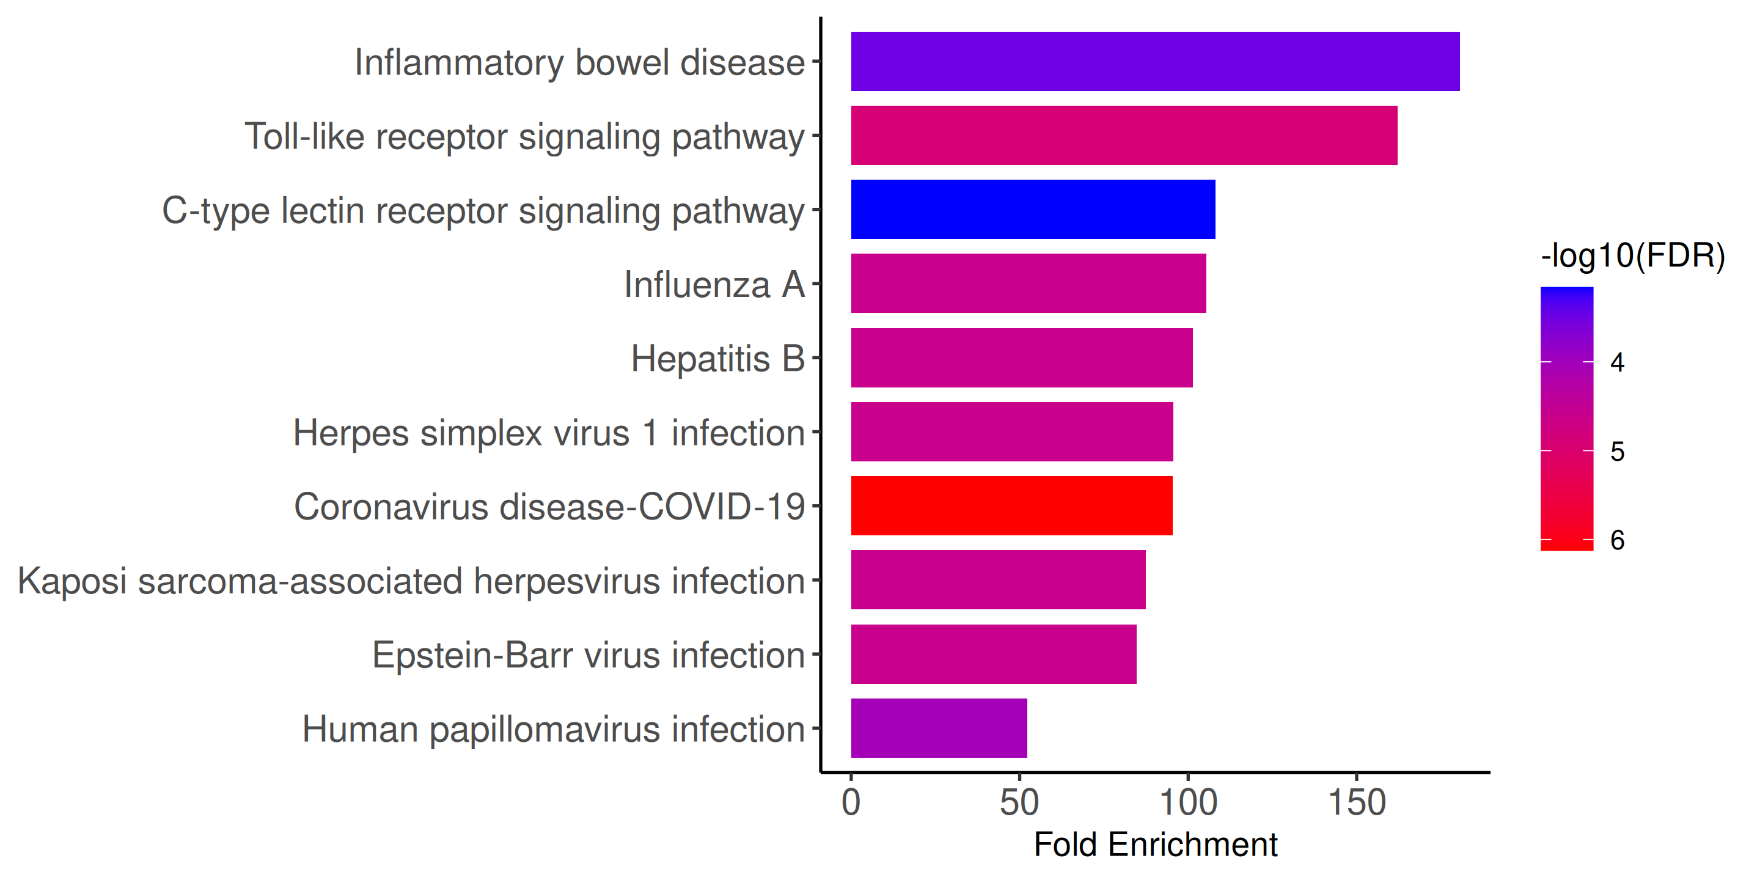 Inflammatory bowel disease
Toll-like receptor signaling pathway
C-type lectin receptor signaling pathway
Influenza A
Hepatitis B
Herpes simplex virus 1 infection
Coronavirus disease-COVID-19
Kaposi sarcoma-associated herpesvirus infection
Epstein-Barr virus infection
Human papillomavirus infection
0 50 100 150
Fold Enrichment
-log10(FDR)
4
5
6